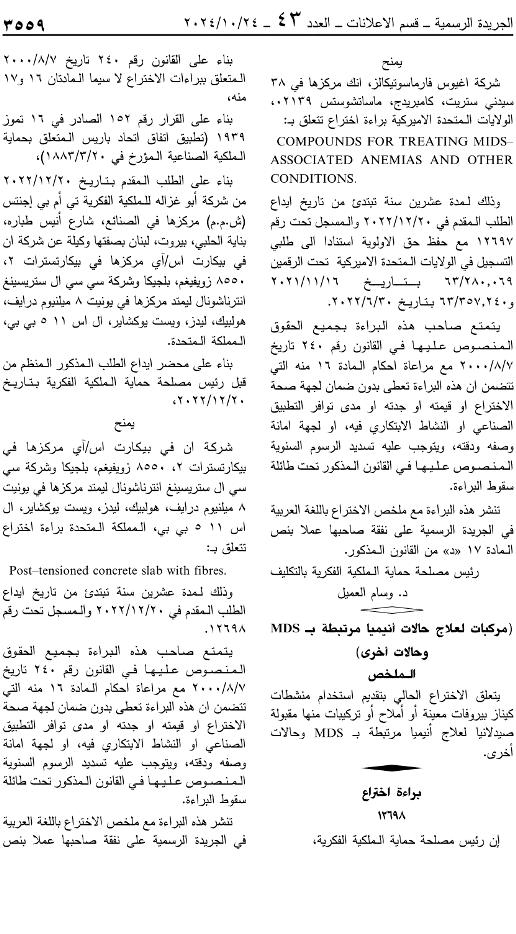 الجريدة الرسمية ــ قسم الاعلانات ــ العدد ٤٣ ــ ٢٠٢٤/١٠/٢٤
٣٥٥٩
يمنح
شركة اغيوس فارماسوتيكالز، انك مركزها في ٣٨
سيدني ستريت، كامبريدج، ماساتشوستس ٠٢١٣٩،
الولايات المتحدة الاميركية براءة اختراع تتعلق بـ:
COMPOUNDS FOR TREATING MIDS–
ASSOCIATED ANEMIAS AND OTHER
CONDITIONS.
وذلك لمدة عشرين سنة تبتدئ من تاريخ ايداع
الطلب المقدم في ٢٠٢٢/١٢/٢٠ والمسجل تحت رقم
١٢٦٩٧ مع حفظ حق الاولوية استنادا الى طلبي
التسجيل في الولايات المتحدة الاميركية تحت الرقمين
٦٣/٢٨٠,٠٦٩ بـتـاريـخ ٢٠٢١/١١/١٦
و٦٣/٣٥٧,٢٤٠ بتاريخ ٢٠٢٢/٦/٣٠.
يتمتع صاحب هذه البراءة بجميع الحقوق
المنصوص عليها في القانون رقم ٢٤٠ تاريخ
٢٠٠٠/٨/٧ مع مراعاة احكام المادة ١٦ منه التي
تتضمن ان هذه البراءة تعطى بدون ضمان لجهة صحة
الاختراع او قيمته او جدته او مدى توافر التطبيق
الصناعي او النشاط الابتكاري فيه، او لجهة امانة
وصفه ودقته، ويتوجب عليه تسديد الرسوم السنوية
المنصوص عليها في القانون المذكور تحت طائلة
سقوط البراءة.
تنشر هذه البراءة مع ملخص الاختراع باللغة العربية
في الجريدة الرسمية على نفقة صاحبها عملا بنص
المادة ١٧ «د» من القانون المذكور.
رئيس مصلحة حماية الملكية الفكرية بالتكليف
د. وسام العميل
(مركبات لعلاج حالات أنيميا مرتبطة بـ MDS
وحالات أخرى)
الملخص
يتعلق الاختراع الحالي بتقديم استخدام منشطات
كيناز بيروفات معينة أو أملاح أو تركيبات منها مقبولة
صيدلانيا لعلاج أنيميا مرتبطة بـ MDS وحالات
أخرى.
براءة اختراع
١٢٦٩٨
إن رئيس مصلحة حماية الملكية الفكرية،
بناء على القانون رقم ٢٤٠ تاريخ ٢٠٠٠/٨/٧
المتعلق ببراءات الاختراع لا سيما المادتان ١٦ و١٧
منه،
بناء على القرار رقم ١٥٢ الصادر في ١٦ تموز
١٩٣٩ (تطبيق اتفاق اتحاد باريس المتعلق بحماية
الملكية الصناعية المؤرخ في ١٨٨٣/٣/٢٠)،
بناء على الطلب المقدم بتاريخ ٢٠٢٢/١٢/٢٠
من شركة أبو غزاله للملكية الفكرية تي أم بي إجنتس
(ش.م.م) مركزها في الصنائع، شارع أنيس طباره،
بناية الحلبي، بيروت، لبنان بصفتها وكيلة عن شركة ان
في بيكارت اس/آي مركزها في بيكارتسترات ٢،
٨٥٥٠ زويفيغم، بلجيكا وشركة سي سي ال ستريسينغ
انترناشونال ليمتد مركزها في يونيت ٨ ميلنيوم درايف،
هولبيك، ليدز، ويست يوكشاير، ال اس ١١ ٥ بي بي،
المملكة المتحدة.
بناء على محضر ايداع الطلب المذكور المنظم من
قبل رئيس مصلحة حماية الملكية الفكرية بتاريخ
٢٠٢٢/١٢/٢٠،
يمنح
شركة ان في بيكارت اس/آي مركزها في
بيكارتسترات ٢، ٨٥٥٠ زويفيغم، بلجيكا وشركة سي
سي ال ستريسينغ انترناشونال ليمتد مركزها في يونيت
٨ ميلنيوم درايف، هولبيك، ليدز، ويست يوكشاير، ال
اس ١١ ٥ بي بي، المملكة المتحدة براءة اختراع
تتعلق بـ:
Post–tensioned concrete slab with fibres.
وذلك لمدة عشرين سنة تبتدئ من تاريخ ايداع
الطلب المقدم في ٢٠٢٢/١٢/٢٠ والمسجل تحت رقم
١٢٦٩٨.
يتمتع صاحب هذه البراءة بجميع الحقوق
المنصوص عليها في القانون رقم ٢٤٠ تاريخ
٢٠٠٠/٨/٧ مع مراعاة احكام المادة ١٦ منه التي
تتضمن ان هذه البراءة تعطى بدون ضمان لجهة صحة
الاختراع او قيمته او جدته او مدى توافر التطبيق
الصناعي او النشاط الابتكاري فيه، او لجهة امانة
وصفه ودقته، ويتوجب عليه تسديد الرسوم السنوية
المنصوص عليها في القانون المذكور تحت طائلة
سقوط البراءة.
تنشر هذه البراءة مع ملخص الاختراع باللغة العربية
في الجريدة الرسمية على نفقة صاحبها عملا بنص